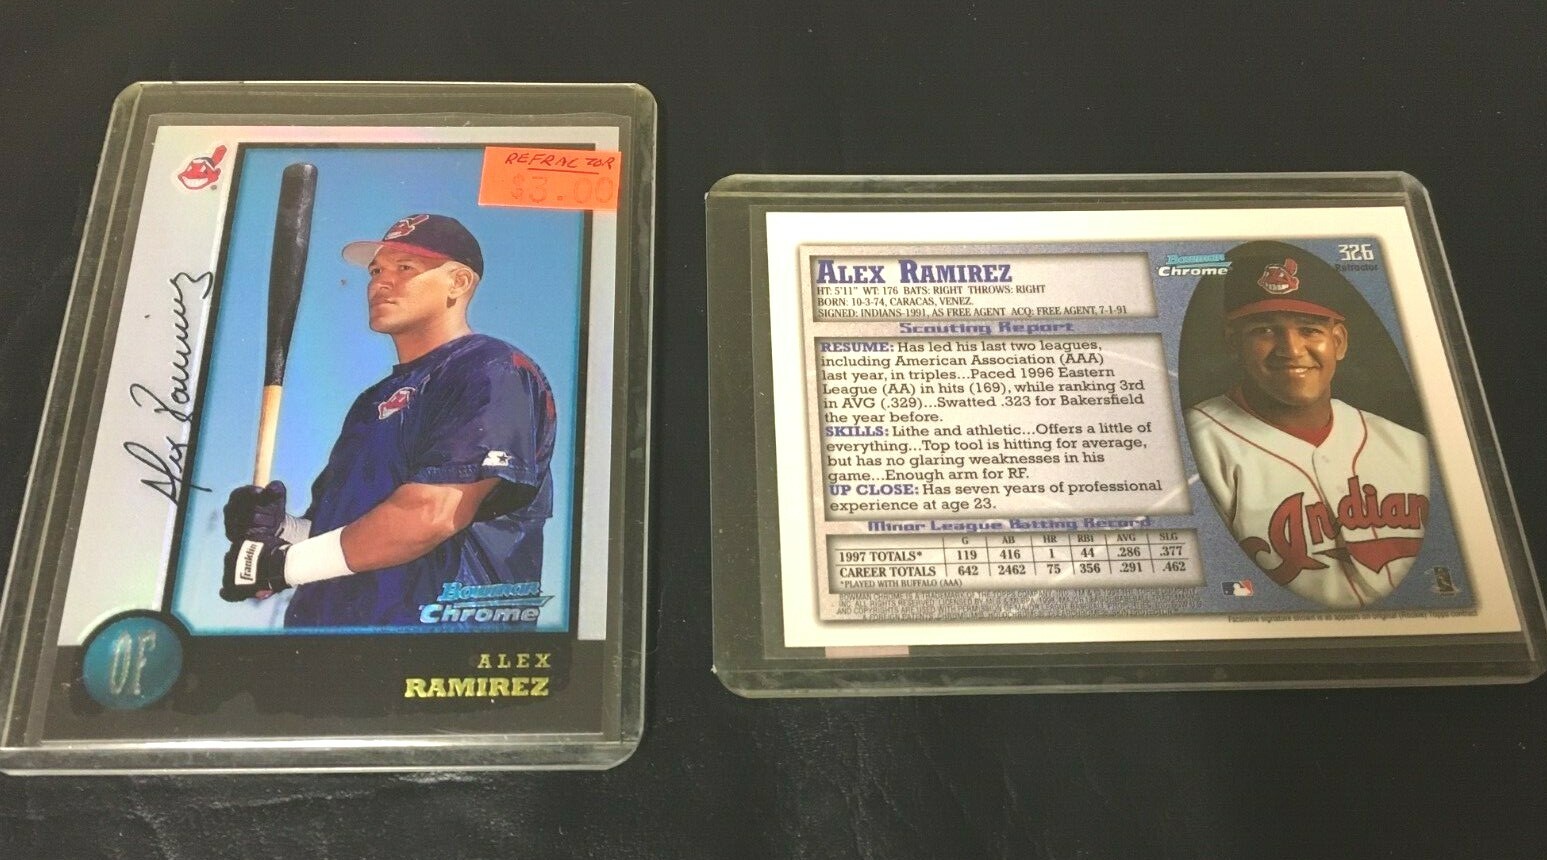 REFRACTOR
$3.00
Alex Ramirez
Franklin
BOWMAN
Chrome
OF
ALEX
RAMIREZ
ALEX RAMIREZ
HT: 5'11" WT: 176 BATS: RIGHT THROWS: RIGHT
BORN: 10-3-74, CARACAS, VENEZ.
SIGNED: INDIANS-1991, AS FREE AGENT ACQ: FREE AGENT, 7-1-91
BOWMAN
Chrome
326
Refractor
Scouting Report
RESUME: Has led his last two leagues,
including American Association (AAA)
last year, in triples...Paced 1996 Eastern
League (AA) in hits (169), while ranking 3rd
in AVG (.329)...Swatted .323 for Bakersfield
the year before.
SKILLS: Lithe and athletic...Offers a little of
everything...Top tool is hitting for average,
but has no glaring weaknesses in his
game...Enough arm for RF.
UP CLOSE: Has seven years of professional
experience at age 23.
Minor League Batting Record
G AB HR RBI AVG SLG
1997 TOTALS* 119 416 1 44 .286 .377
CAREER TOTALS 642 2462 75 356 .291 .462
*PLAYED WITH BUFFALO (AAA)
Indian